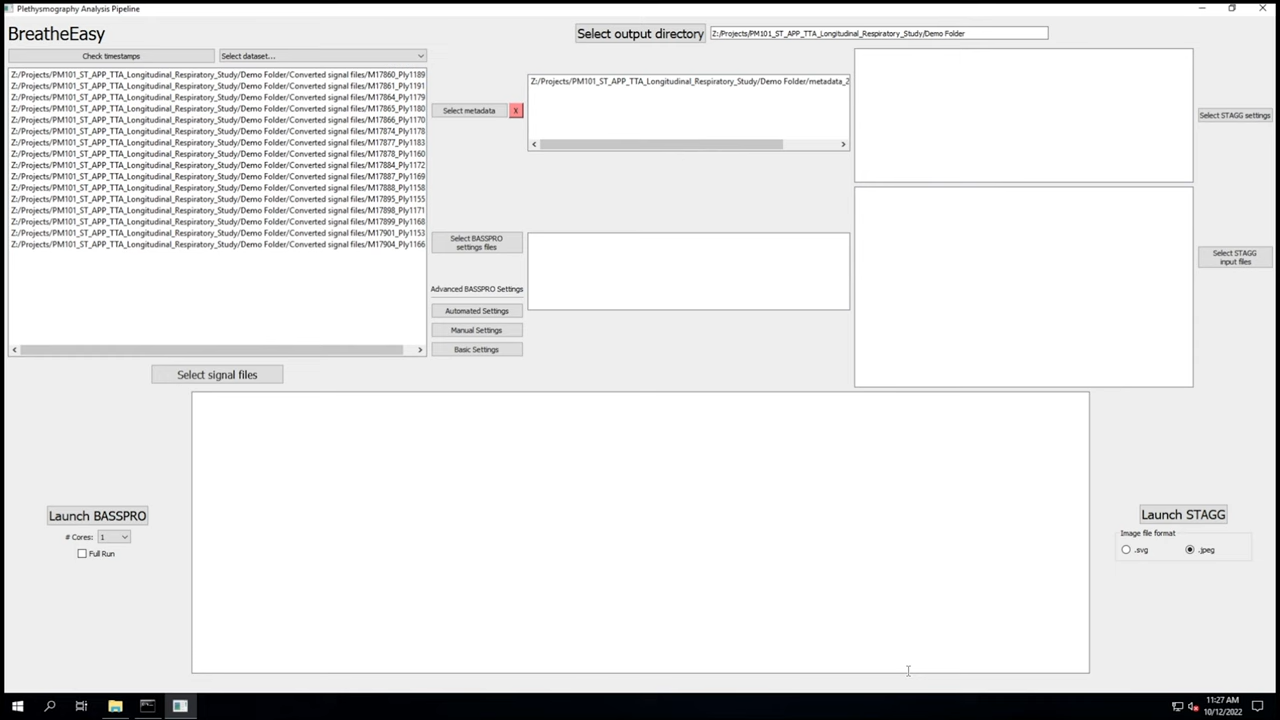 Plethysmography Analysis Pipeline
BreatheEasy
Select output directory
Z:/Projects/PM101_ST_APP_TTA_Longitudinal_Respiratory_Study/Demo Folder
Check timestamps
Select dataset...
Z:/Projects/PM101_ST_APP_TTA_Longitudinal_Respiratory_Study/Demo Folder/Converted signal files/M17860_Ply1189
Z:/Projects/PM101_ST_APP_TTA_Longitudinal_Respiratory_Study/Demo Folder/Converted signal files/M17861_Ply1191
Z:/Projects/PM101_ST_APP_TTA_Longitudinal_Respiratory_Study/Demo Folder/Converted signal files/M17864_Ply1179
Z:/Projects/PM101_ST_APP_TTA_Longitudinal_Respiratory_Study/Demo Folder/Converted signal files/M17865_Ply1180
Z:/Projects/PM101_ST_APP_TTA_Longitudinal_Respiratory_Study/Demo Folder/Converted signal files/M17866_Ply1170
Z:/Projects/PM101_ST_APP_TTA_Longitudinal_Respiratory_Study/Demo Folder/Converted signal files/M17874_Ply1178
Z:/Projects/PM101_ST_APP_TTA_Longitudinal_Respiratory_Study/Demo Folder/Converted signal files/M17877_Ply1183
Z:/Projects/PM101_ST_APP_TTA_Longitudinal_Respiratory_Study/Demo Folder/Converted signal files/M17878_Ply1160
Z:/Projects/PM101_ST_APP_TTA_Longitudinal_Respiratory_Study/Demo Folder/Converted signal files/M17884_Ply1172
Z:/Projects/PM101_ST_APP_TTA_Longitudinal_Respiratory_Study/Demo Folder/Converted signal files/M17887_Ply1169
Z:/Projects/PM101_ST_APP_TTA_Longitudinal_Respiratory_Study/Demo Folder/Converted signal files/M17888_Ply1158
Z:/Projects/PM101_ST_APP_TTA_Longitudinal_Respiratory_Study/Demo Folder/Converted signal files/M17895_Ply1155
Z:/Projects/PM101_ST_APP_TTA_Longitudinal_Respiratory_Study/Demo Folder/Converted signal files/M17898_Ply1171
Z:/Projects/PM101_ST_APP_TTA_Longitudinal_Respiratory_Study/Demo Folder/Converted signal files/M17899_Ply1168
Z:/Projects/PM101_ST_APP_TTA_Longitudinal_Respiratory_Study/Demo Folder/Converted signal files/M17901_Ply1153
Z:/Projects/PM101_ST_APP_TTA_Longitudinal_Respiratory_Study/Demo Folder/Converted signal files/M17904_Ply1166
Select signal files
Select metadata
X
Z:/Projects/PM101_ST_APP_TTA_Longitudinal_Respiratory_Study/Demo Folder/metadata_2
Select BASSPRO
settings files
Advanced BASSPRO Settings
Automated Settings
Manual Settings
Basic Settings
Select STAGG settings
Select STAGG
input files
Launch BASSPRO
# Cores:
1
Full Run
Launch STAGG
Image file format
.svg
.jpeg
11:27 AM
10/12/2022